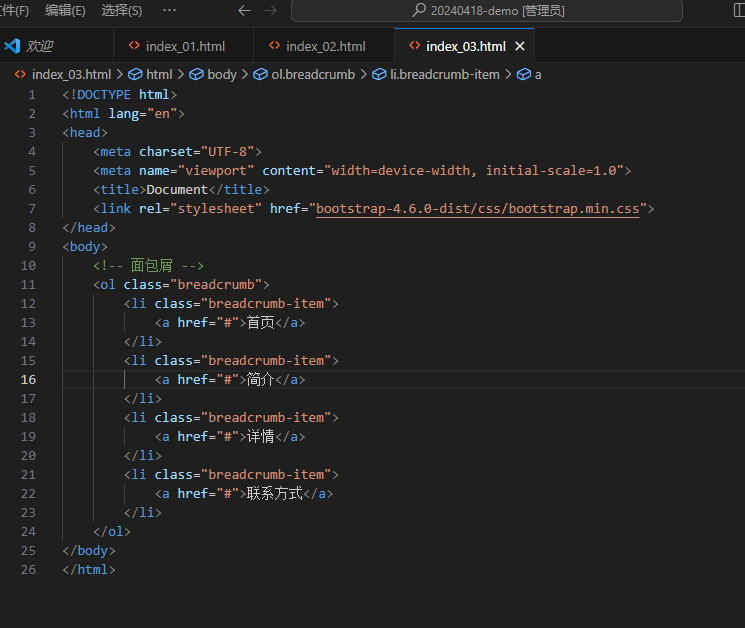 件(F) 编辑(E) 选择(S) ··· ← → 20240418-demo [管理员]
欢迎 index_01.html index_02.html index_03.html ×
index_03.html > html > body > ol.breadcrumb > li.breadcrumb-item > a
1 <!DOCTYPE html>
2 <html lang="en">
3 <head>
4 <meta charset="UTF-8">
5 <meta name="viewport" content="width=device-width, initial-scale=1.0">
6 <title>Document</title>
7 <link rel="stylesheet" href="bootstrap-4.6.0-dist/css/bootstrap.min.css">
8 </head>
9 <body>
10 <!-- 面包屑 -->
11 <ol class="breadcrumb">
12 <li class="breadcrumb-item">
13 <a href="#">首页</a>
14 </li>
15 <li class="breadcrumb-item">
16 <a href="#">简介</a>
17 </li>
18 <li class="breadcrumb-item">
19 <a href="#">详情</a>
20 </li>
21 <li class="breadcrumb-item">
22 <a href="#">联系方式</a>
23 </li>
24 </ol>
25 </body>
26 </html>